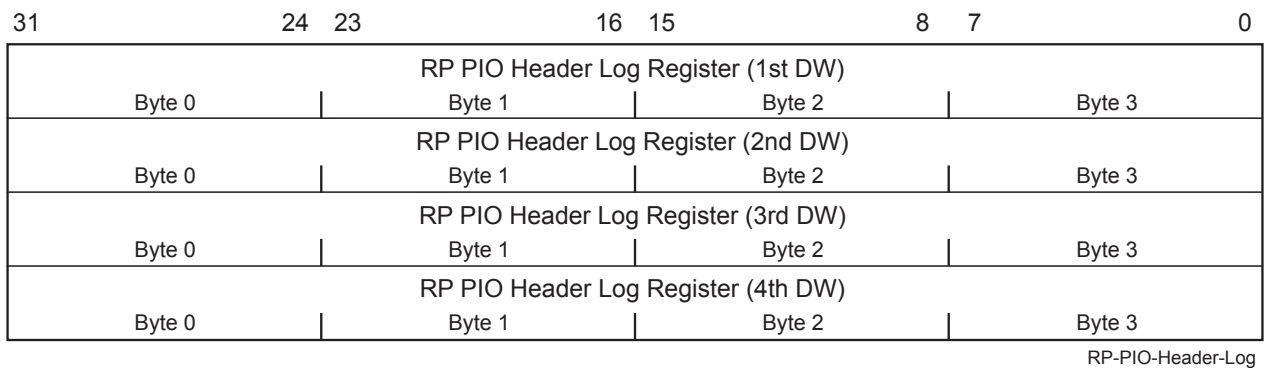 31 24 23 16 15 8 7 0
RP PIO Header Log Register (1st DW)
Byte 0 Byte 1 Byte 2 Byte 3
RP PIO Header Log Register (2nd DW)
Byte 0 Byte 1 Byte 2 Byte 3
RP PIO Header Log Register (3rd DW)
Byte 0 Byte 1 Byte 2 Byte 3
RP PIO Header Log Register (4th DW)
Byte 0 Byte 1 Byte 2 Byte 3
RP-PIO-Header-Log